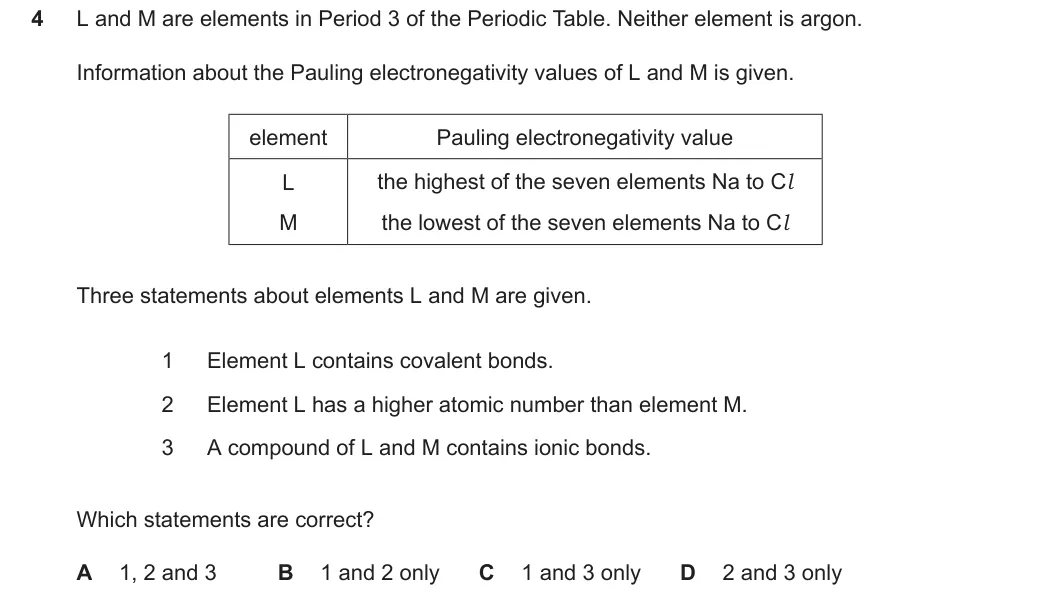 4 L and M are elements in Period 3 of the Periodic Table. Neither element is argon.
Information about the Pauling electronegativity values of L and M is given.
element Pauling electronegativity value
L the highest of the seven elements Na to Cl
M the lowest of the seven elements Na to Cl
Three statements about elements L and M are given.
1 Element L contains covalent bonds.
2 Element L has a higher atomic number than element M.
3 A compound of L and M contains ionic bonds.
Which statements are correct?
A 1, 2 and 3 B 1 and 2 only C 1 and 3 only D 2 and 3 only